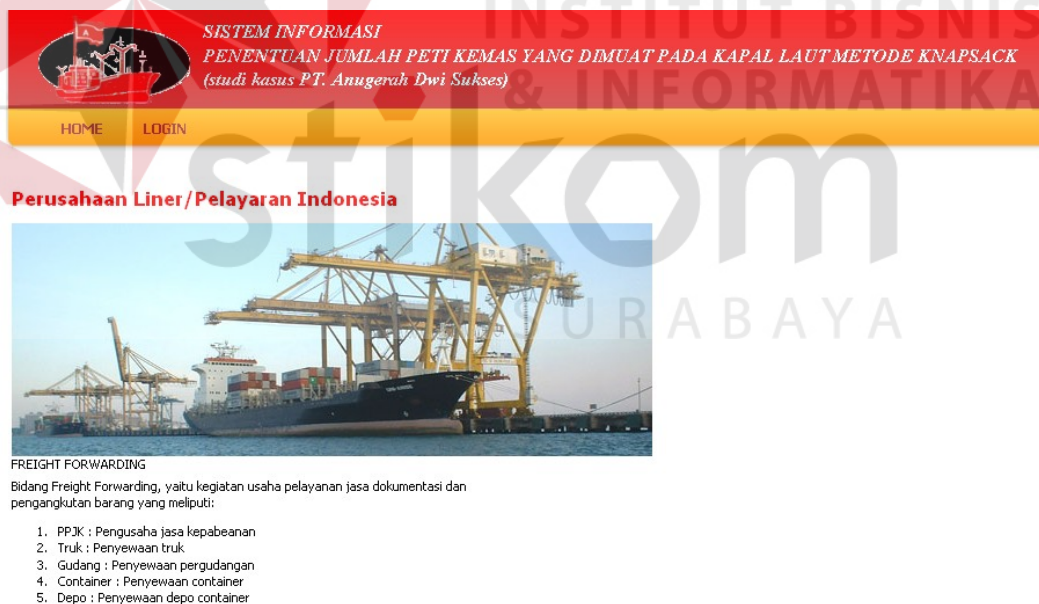 INSTITUT BISNIS
& INFORMATIKA
stikom
SURABAYA
SISTEM INFORMASI
PENENTUAN JUMLAH PETI KEMAS YANG DIMUAT PADA KAPAL LAUT METODE KNAPSACK
(studi kasus PT. Anugerah Dwi Sukses)
HOME LOGIN
Perusahaan Liner/Pelayaran Indonesia
FREIGHT FORWARDING
Bidang Freight Forwarding, yaitu kegiatan usaha pelayanan jasa dokumentasi dan
pengangkutan barang yang meliputi:
1. PPJK : Pengusaha jasa kepabeanan
2. Truk : Penyewaan truk
3. Gudang : Penyewaan pergudangan
4. Container : Penyewaan container
5. Depo : Penyewaan depo container